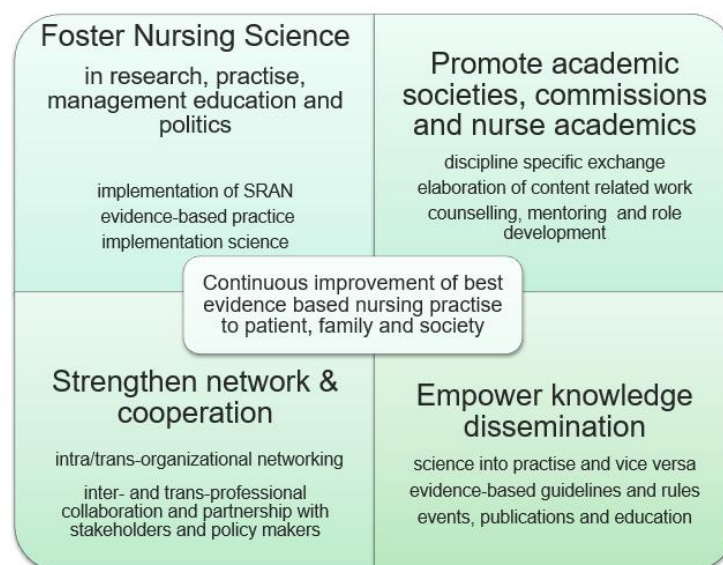 Foster Nursing Science
in research, practise,
management education and
politics
implementation of SRAN
evidence-based practice
implementation science
Promote academic
societies, commissions
and nurse academics
discipline specific exchange
elaboration of content related work
counselling, mentoring and role
development
Continuous improvement of best
evidence based nursing practise
to patient, family and society
Strengthen network &
cooperation
intra/trans-organizational networking
inter- and trans-professional
collaboration and partnership with
stakeholders and policy makers
Empower knowledge
dissemination
science into practise and vice versa
evidence-based guidelines and rules
events, publications and education